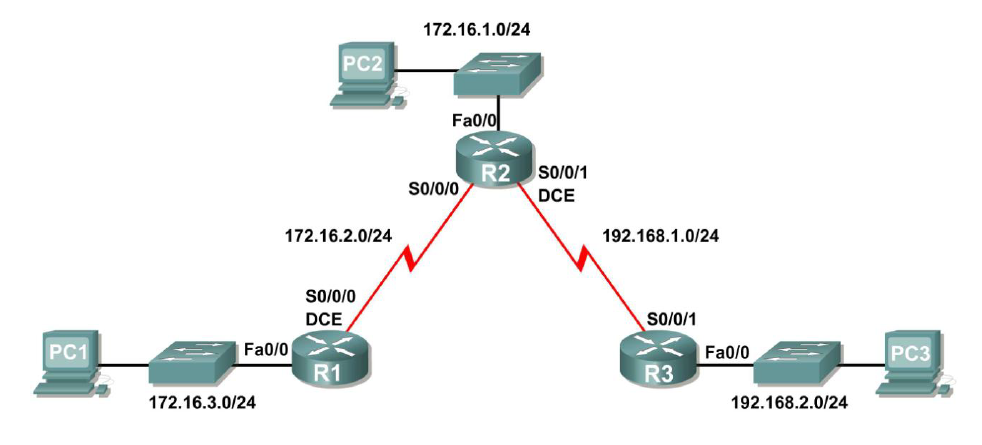 172.16.1.0/24
PC2
Fa0/0
R2
S0/0/0
S0/0/1
DCE
172.16.2.0/24
192.168.1.0/24
S0/0/0
DCE
S0/0/1
PC1
Fa0/0
R1
R3
Fa0/0
PC3
172.16.3.0/24
192.168.2.0/24